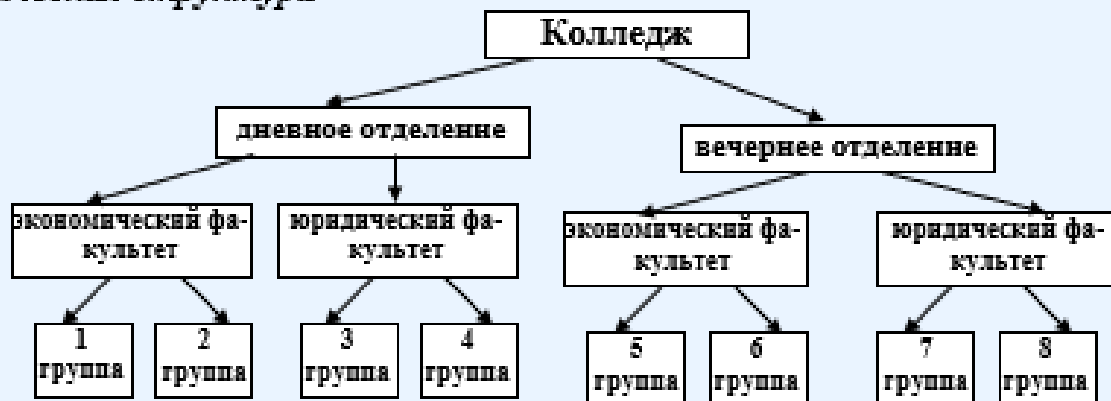 Колледж
дневное отделение
вечернее отделение
экономический фа-
культет
юридический фа-
культет
экономический фа-
культет
юридический фа-
культет
1
группа
2
группа
3
группа
4
группа
5
группа
6
группа
7
группа
8
группа